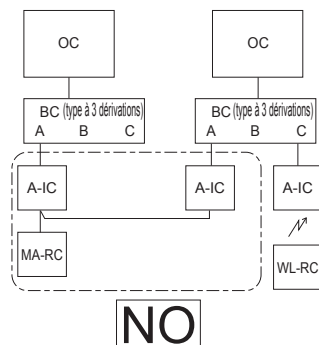 OC OC
BC (type à 3 dérivations) BC (type à 3 dérivations)
A B C A B C
A-IC A-IC A-IC
MA-RC WL-RC
NO